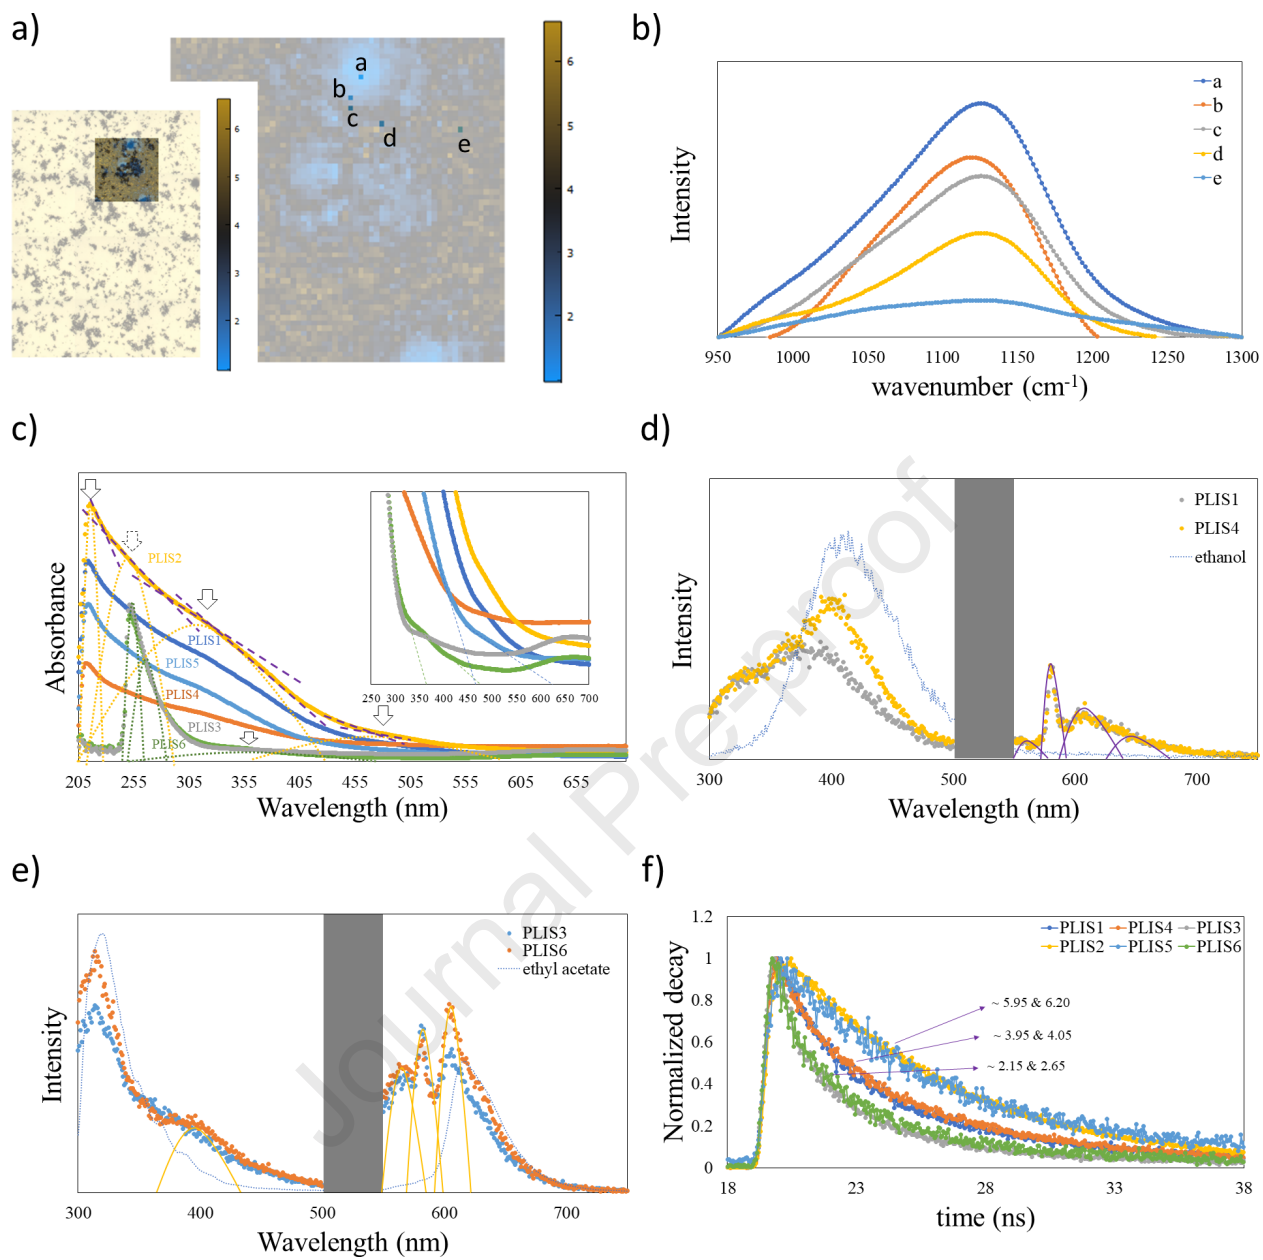 a)
a
b
c
d
e
6
5
4
3
2
6
5
4
3
2
b)
Intensity
a
b
c
d
e
950 1000 1050 1100 1150 1200 1250 1300
wavenumber (cm-1)
c)
Absorbance
PLIS2
PLIS1
PLIS5
PLIS4
PLIS3
PLIS6
250 300 350 400 450 500 550 600 650 700
205 255 305 355 405 455 505 555 605 655
Wavelength (nm)
d)
Intensity
PLIS1
PLIS4
ethanol
300 400 500 600 700
Wavelength (nm)
e)
Intensity
PLIS3
PLIS6
ethyl acetate
300 400 500 600 700
Wavelength (nm)
f)
Normalized decay
1.2
1
0.8
0.6
0.4
0.2
0
PLIS1 PLIS4 PLIS3
PLIS2 PLIS5 PLIS6
~ 5.95 & 6.20
~ 3.95 & 4.05
~ 2.15 & 2.65
18 23 28 33 38
time (ns)
Journal Pre-proof